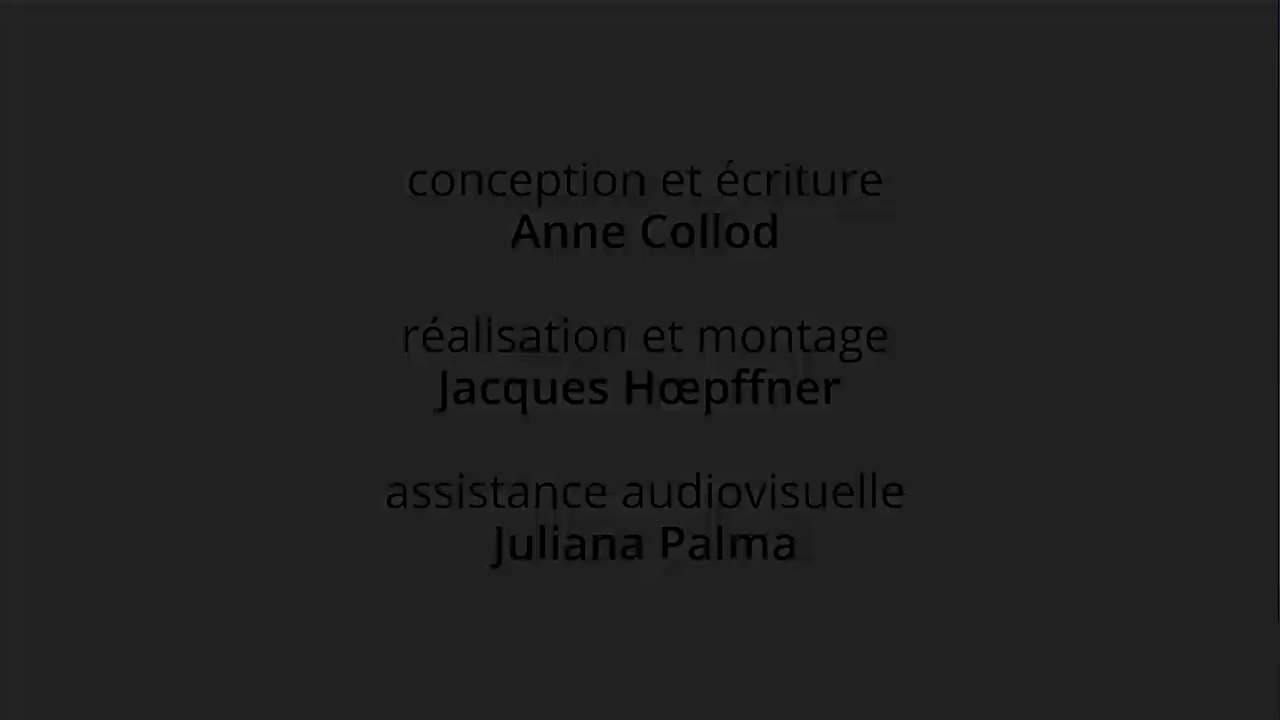 conception et écriture
Anne Collod
réalisation et montage
Jacques Hœpffner
assistance audiovisuelle
Juliana Palma